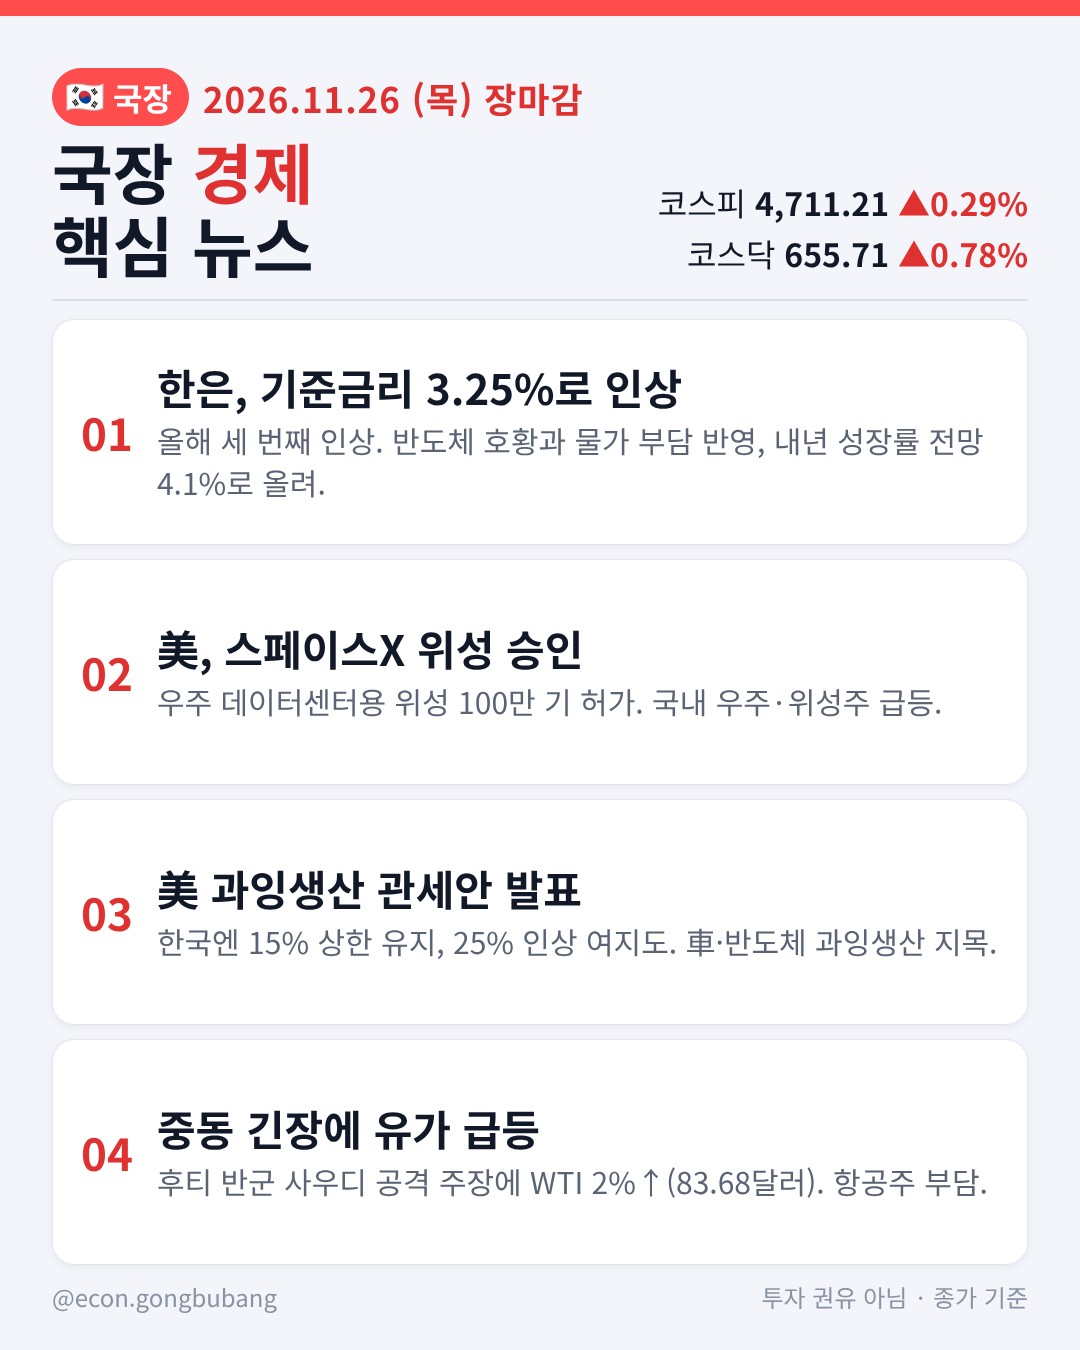 🇰🇷 국장 2026.11.26 (목) 장마감
국장 경제
핵심 뉴스
코스피 4,711.21 ▲0.29%
코스닥 655.71 ▲0.78%
01
한은, 기준금리 3.25%로 인상
올해 세 번째 인상. 반도체 호황과 물가 부담 반영, 내년 성장률 전망
4.1%로 올려.
02
美, 스페이스X 위성 승인
우주 데이터센터용 위성 100만 기 허가. 국내 우주·위성주 급등.
03
美 과잉생산 관세안 발표
한국엔 15% 상한 유지, 25% 인상 여지도. 車·반도체 과잉생산 지목.
04
중동 긴장에 유가 급등
후티 반군 사우디 공격 주장에 WTI 2%↑(83.68달러). 항공주 부담.
@econ.gongbubang
투자 권유 아님 · 종가 기준